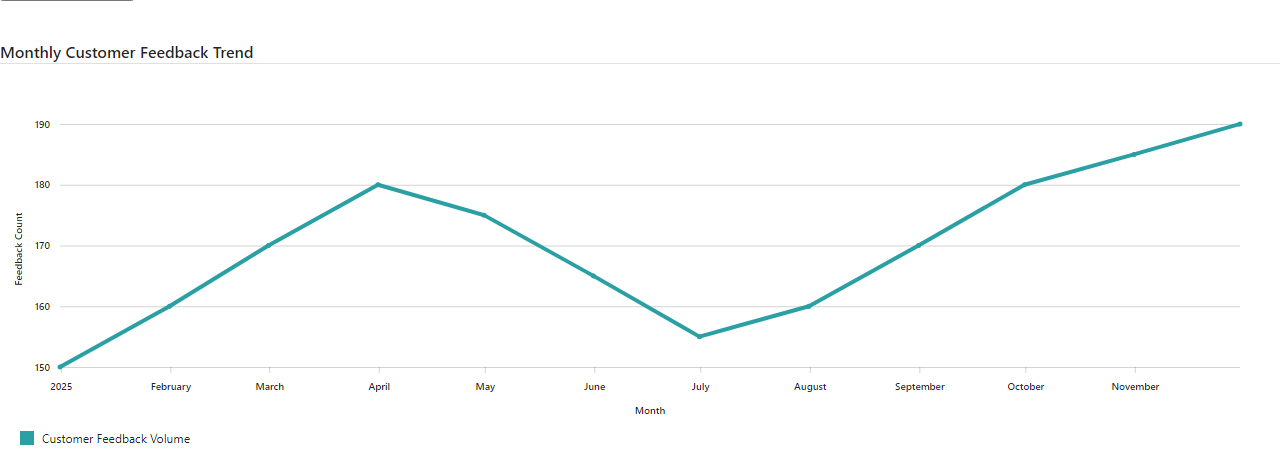 Monthly Customer Feedback Trend
190
180
170
160
150
Feedback Count
2025 February March April May June July August September October November
Month
Customer Feedback Volume